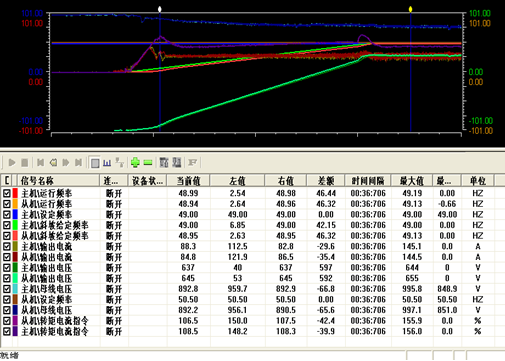 101.00 101.00
101.00 101.00
0.00 0.00
0.00 0.00
-101.00 -101.00
-101.00 -101.00
信号名称 连... 设备状... 当前值 左值 右值 差额 时间间隔 最大值 最... 单位
主机\运行频率 断开 48.99 2.54 48.98 46.44 00:36:706 49.19 0.00 HZ
从机\运行频率 断开 48.94 2.64 48.96 46.32 00:36:706 49.13 -0.66 HZ
主机\设定频率 断开 49.00 49.00 49.00 0.00 00:36:706 49.00 49.00 HZ
主机\斜坡给定频率 断开 49.00 6.85 49.00 42.15 00:36:706 49.00 0.00 HZ
从机\斜坡给定频率 断开 48.95 2.63 48.95 46.32 00:36:706 49.13 0.00 HZ
主机\输出电流 断开 88.3 112.5 82.8 -29.6 00:36:706 145.1 0.0 A
从机\输出电流 断开 84.8 121.9 86.5 -35.4 00:36:706 144.5 0.0 A
主机\输出电压 断开 637 40 637 597 00:36:706 644 0 V
从机\输出电压 断开 645 53 645 592 00:36:706 655 0 V
主机\母线电压 断开 892.8 959.7 892.9 -66.8 00:36:706 995.8 848.9 V
从机\设定频率 断开 50.50 50.50 50.50 0.00 00:36:706 50.50 50.50 HZ
从机\母线电压 断开 892.2 956.1 890.5 -65.6 00:36:706 997.1 851.0 V
主机\转矩电流指令 断开 106.5 150.0 107.5 -42.4 00:36:706 155.9 0.0 %
从机\转矩电流指令 断开 108.5 148.2 108.3 -39.9 00:36:706 156.0 0.0 %
就绪